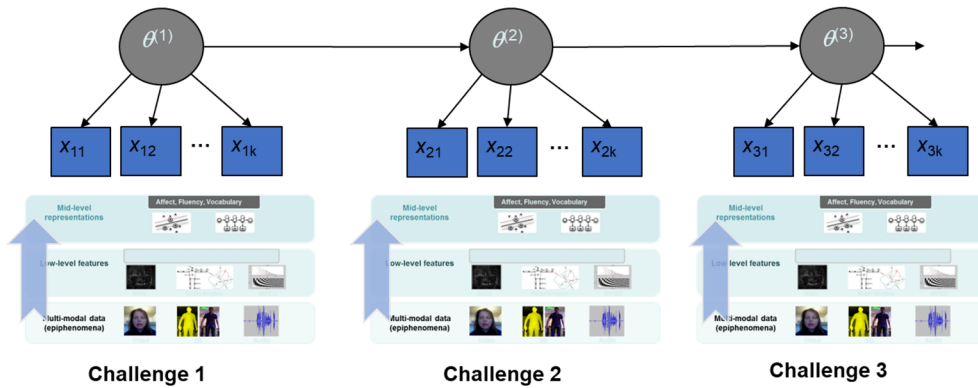 θ(1) θ(2) θ(3)
x11 x12 ... x1k x21 x22 ... x2k x31 x32 ... x3k
Affect, Fluency, Vocabulary
Mid-level
representations
Low-level features
Multi-modal data
(epiphenomena)
Affect, Fluency, Vocabulary
Mid-level
representations
Low-level features
Multi-modal data
(epiphenomena)
Affect, Fluency, Vocabulary
Mid-level
representations
Low-level features
Multi-modal data
(epiphenomena)
Challenge 1 Challenge 2 Challenge 3